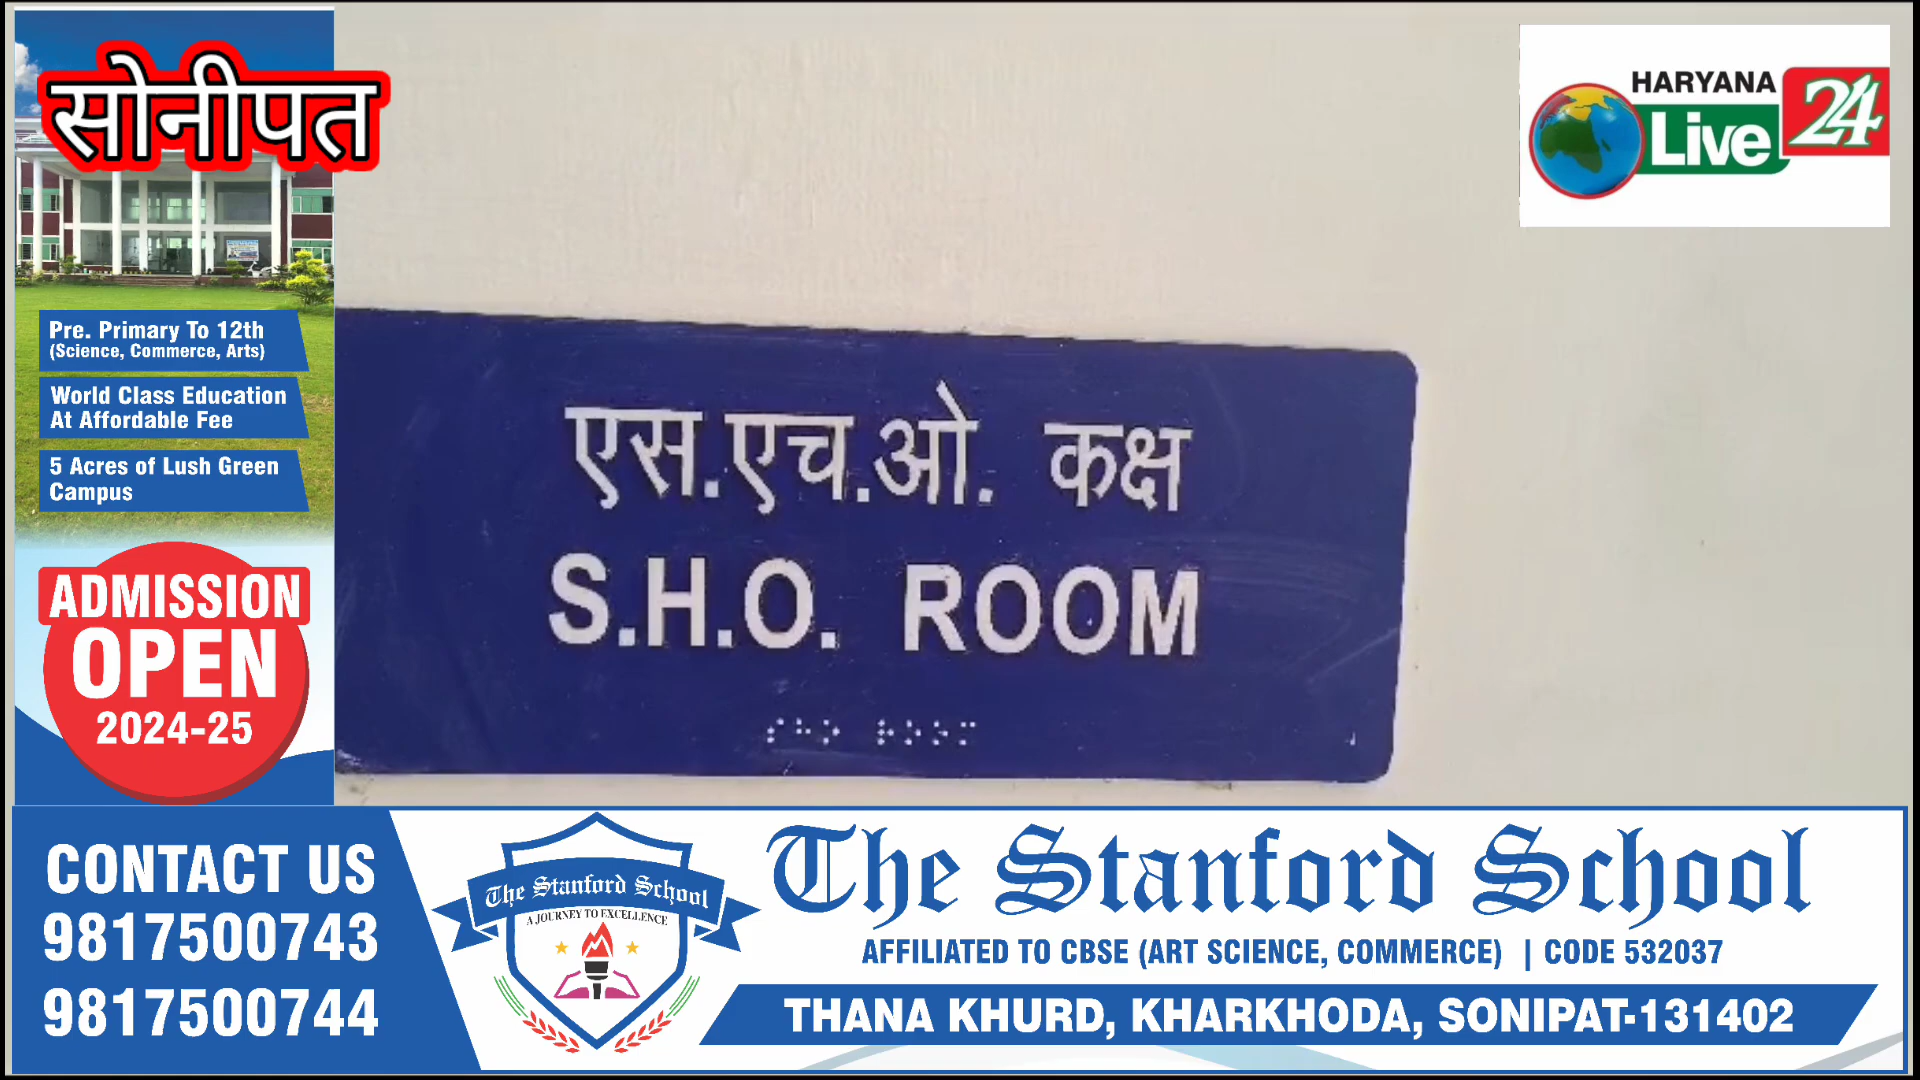 सोनीपत
HARYANA
Live 24
Pre. Primary To 12th
(Science, Commerce, Arts)
World Class Education
At Affordable Fee
5 Acres of Lush Green
Campus
ADMISSION
OPEN
2024-25
एस.एच.ओ. कक्ष
S.H.O. ROOM
⠎⠓⠕ ⠗⠕⠕⠍
CONTACT US
9817500743
9817500744
The Stanford School
A JOURNEY TO EXCELLENCE
The Stanford School
AFFILIATED TO CBSE (ART SCIENCE, COMMERCE) | CODE 532037
THANA KHURD, KHARKHODA, SONIPAT-131402